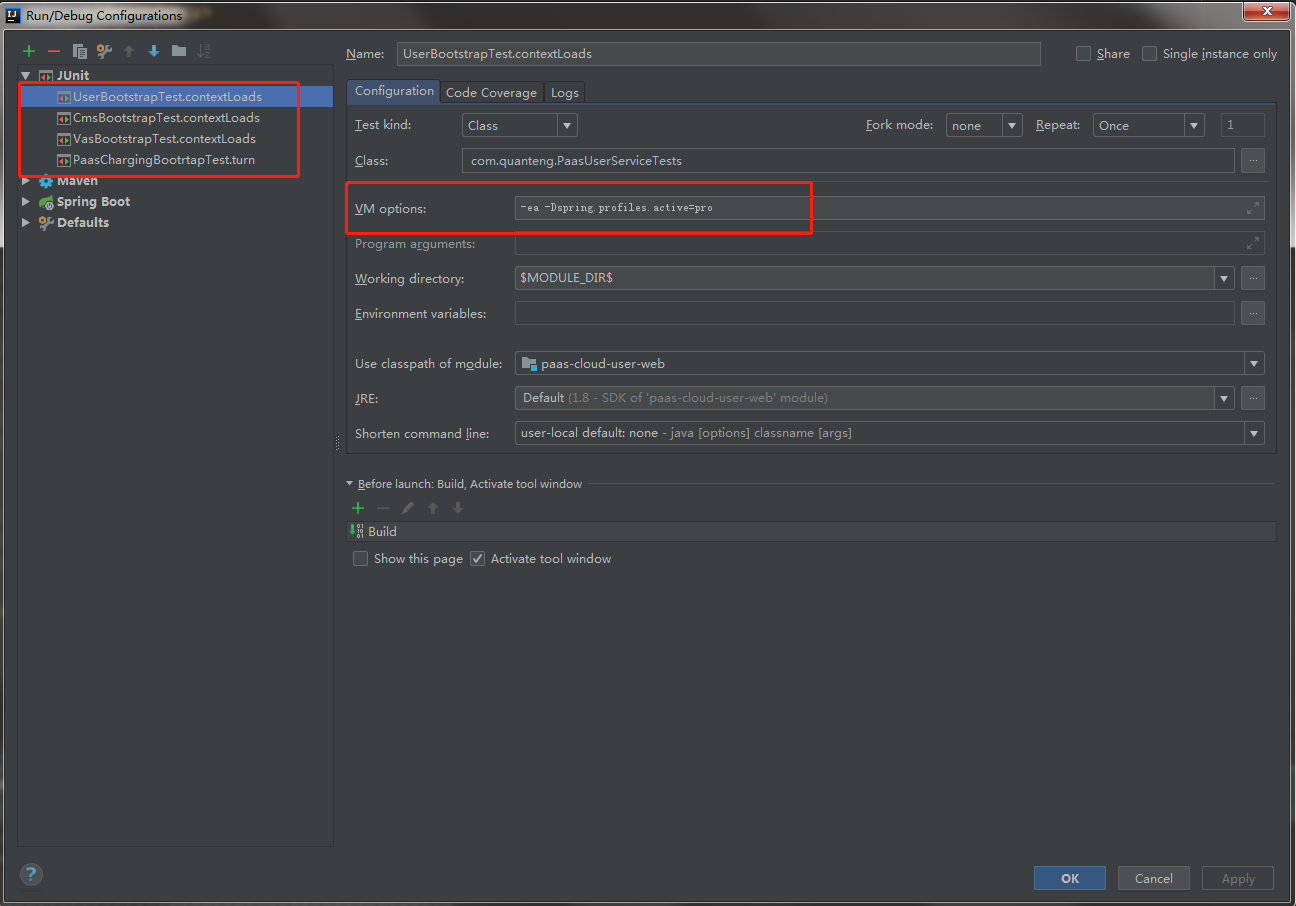 Run/Debug Configurations
Name: UserBootstrapTest.contextLoads Share Single instance only
JUnit
UserBootstrapTest.contextLoads
CmsBootstrapTest.contextLoads
VasBootstrapTest.contextLoads
PaasChargingBootrtapTest.turn
Maven
Spring Boot
Defaults
Configuration Code Coverage Logs
Test kind: Class Fork mode: none Repeat: Once 1
Class: com.quanteng.PaasUserServiceTests
VM options: -ea -Dspring.profiles.active=pro
Program arguments:
Working directory: $MODULE_DIR$
Environment variables:
Use classpath of module: paas-cloud-user-web
JRE: Default (1.8 - SDK of 'paas-cloud-user-web' module)
Shorten command line: user-local default: none - java [options] classname [args]
Before launch: Build, Activate tool window
Build
Show this page Activate tool window
OK Cancel Apply